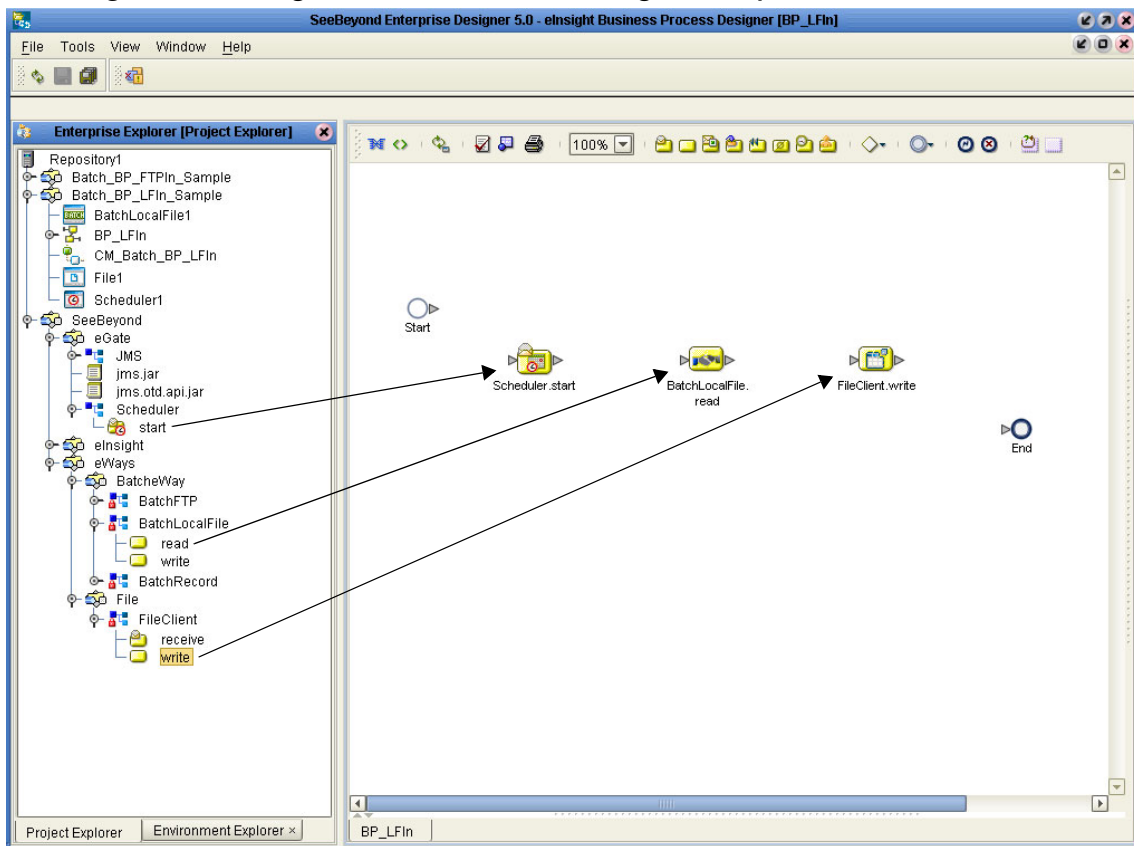 SeeBeyond Enterprise Designer 5.0 - eInsight Business Process Designer [BP_LFIn]
File Tools View Window Help
Enterprise Explorer [Project Explorer]
Repository1
Batch_BP_FTPIn_Sample
Batch_BP_LFIn_Sample
BatchLocalFile1
BP_LFIn
CM_Batch_BP_LFIn
File1
Scheduler1
SeeBeyond
eGate
JMS
jms.jar
jms.otd.api.jar
Scheduler
start
eInsight
eWays
BatcheWay
BatchFTP
BatchLocalFile
read
write
BatchRecord
File
FileClient
receive
write
Project Explorer
Environment Explorer ×
100%
Start
Scheduler.start
BatchLocalFile.
read
FileClient.write
End
BP_LFIn